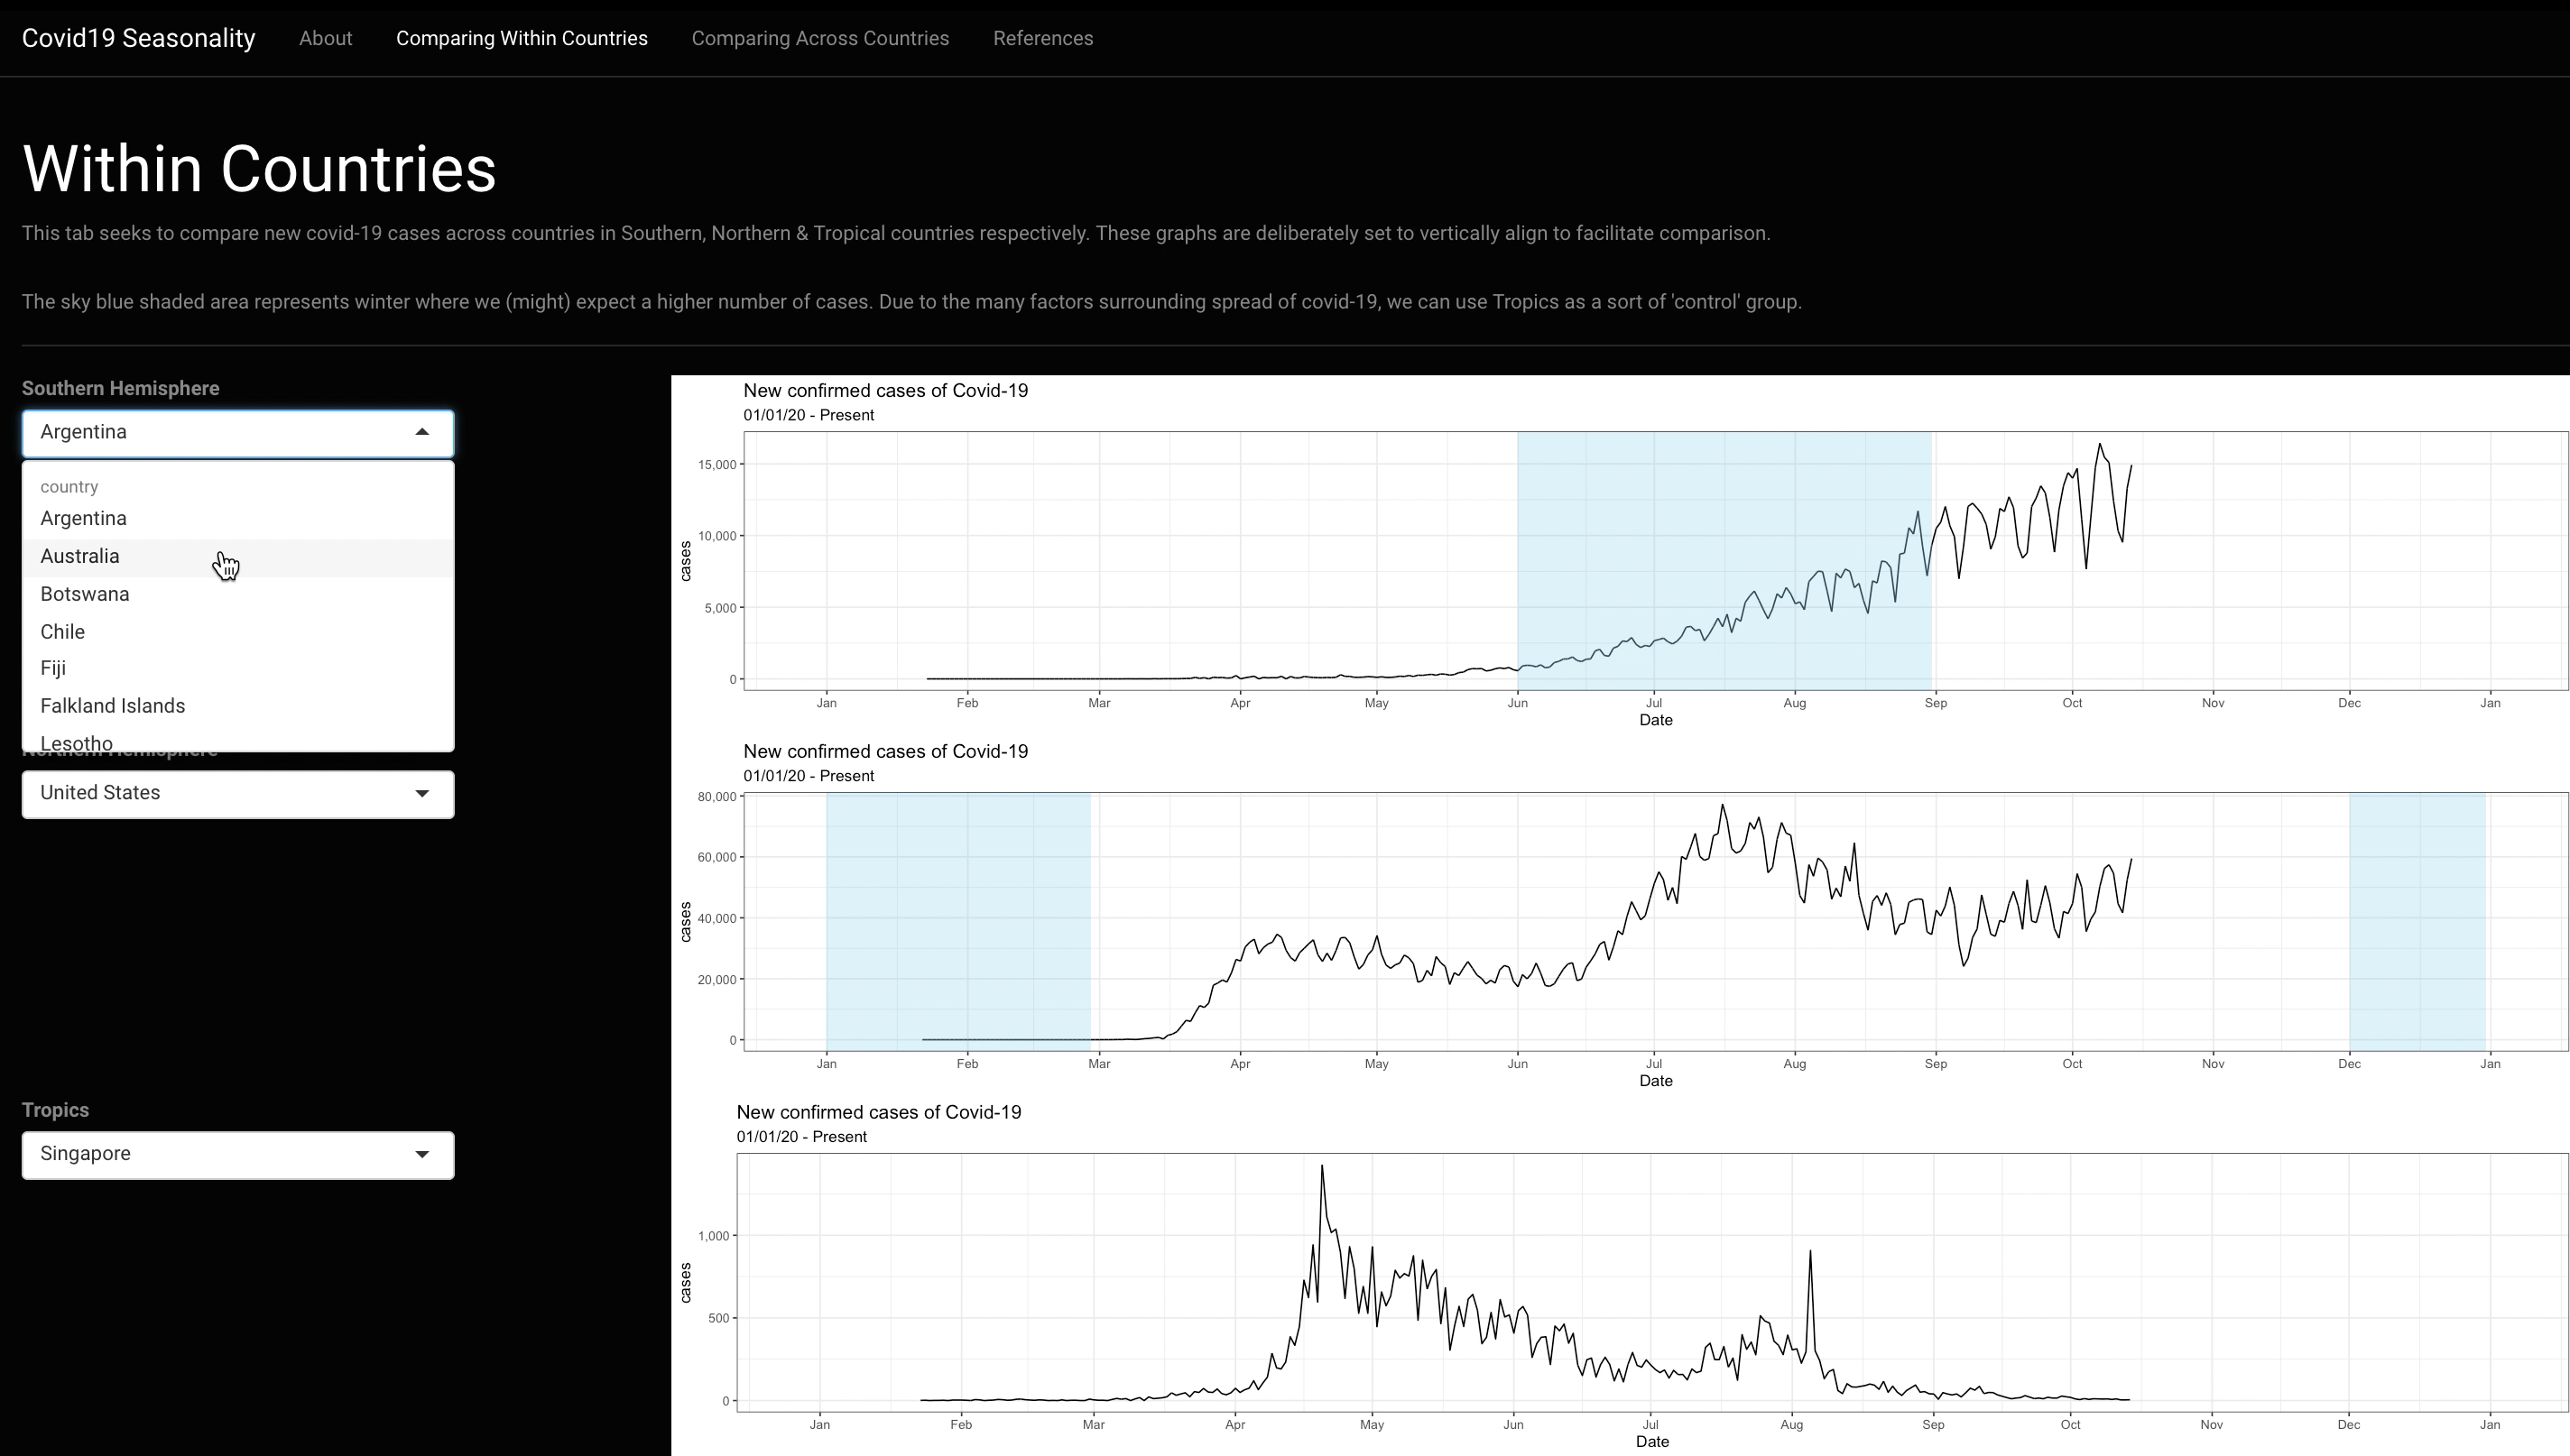 Covid19 Seasonality About Comparing Within Countries Comparing Across Countries References
Within Countries
This tab seeks to compare new covid-19 cases across countries in Southern, Northern & Tropical countries respectively. These graphs are deliberately set to vertically align to facilitate comparison.
The sky blue shaded area represents winter where we (might) expect a higher number of cases. Due to the many factors surrounding spread of covid-19, we can use Tropics as a sort of 'control' group.
Southern Hemisphere
Argentina
country
Argentina
Australia
Botswana
Chile
Fiji
Falkland Islands
Lesotho
Northern Hemisphere
United States
Tropics
Singapore
New confirmed cases of Covid-19
01/01/20 - Present
15,000
10,000
5,000
0
cases
Jan Feb Mar Apr May Jun Jul Aug Sep Oct Nov Dec Jan
Date
New confirmed cases of Covid-19
01/01/20 - Present
80,000
60,000
40,000
20,000
0
cases
Jan Feb Mar Apr May Jun Jul Aug Sep Oct Nov Dec Jan
Date
New confirmed cases of Covid-19
01/01/20 - Present
1,000
500
0
cases
Jan Feb Mar Apr May Jun Jul Aug Sep Oct Nov Dec Jan
Date